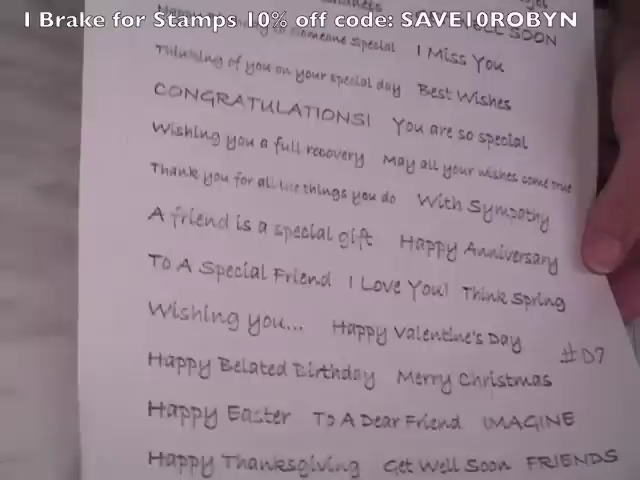 I Brake for Stamps 10% off code: SAVE10ROBYN
WELL SOON
someone special I Miss You
Thinking of you on your special day Best Wishes
CONGRATULATIONS! You are so special
Wishing you a full recovery May all your wishes come true
Thank you for all the things you do With Sympathy
A friend is a special gift Happy Anniversary
To A Special Friend I Love You! Think Spring
Wishing you... Happy Valentine's Day
#D7
Happy Belated Birthday Merry Christmas
Happy Easter To A Dear Friend IMAGINE
Happy Thanksgiving Get Well Soon FRIENDS